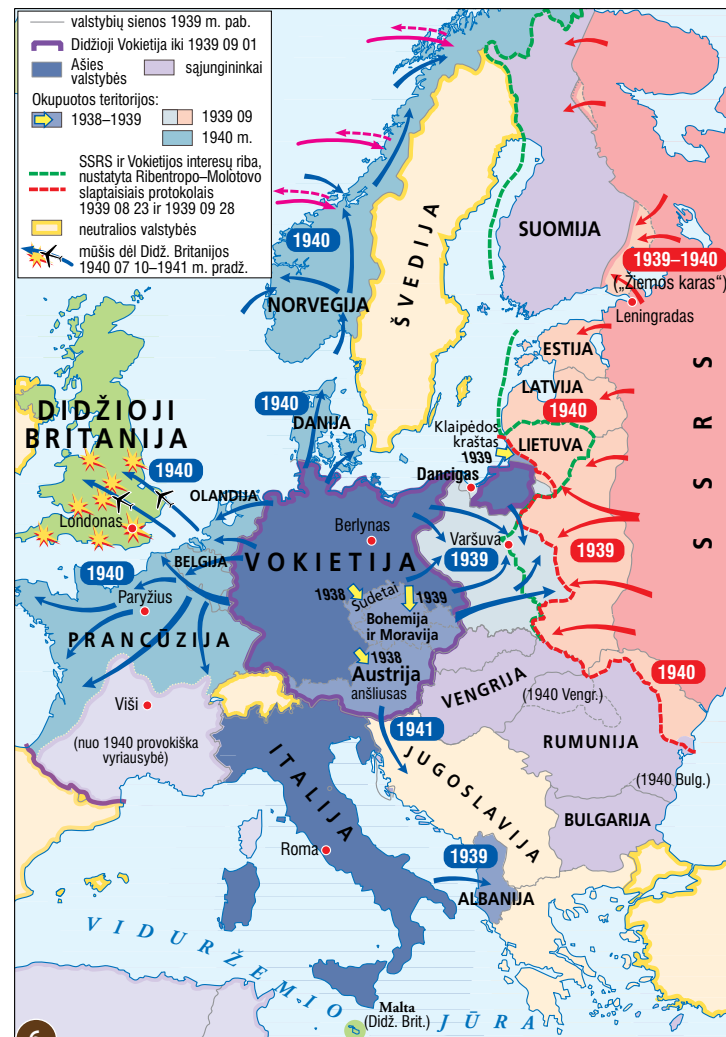 valstybių sienos 1939 m. pab.
Didžioji Vokietija iki 1939 09 01
Ašies
valstybės
sąjungininkai
Okupuotos teritorijos:
1938–1939
1939 09
1940 m.
SSRS ir Vokietijos interesų riba,
nustatyta Ribentropo–Molotovo
slaptaisiais protokolais
1939 08 23 ir 1939 09 28
neutralios valstybės
mūšis dėl Didž. Britanijos
1940 07 10–1941 m. pradž.
SUOMIJA
ŠVEDIJA
1940
NORVEGIJA
1939–1940
(„Žiemos karas“)
Leningradas
ESTIJA
LATVIJA
1940
LIETUVA
SSRS
1940
DANIJA
Klaipėdos
kraštas
1939
Dancigas
DIDŽIOJI
BRITANIJA
1940
Londonas
OLANDIJA
Berlynas
Varšuva
1939
1939
BELGIJA
VOKIETIJA
1940
Paryžius
PRANCŪZIJA
1938
Sudetai
1939
Bohemija
ir Moravija
1938
Austrija
anšliusas
1940
VENGRIJA
(1940 Vengr.)
Viši
(nuo 1940 provokiška
vyriausybė)
1941
RUMUNIJA
(1940 Bulg.)
ITALIJA
JUGOSLAVIJA
BULGARIJA
Roma
1939
ALBANIJA
VIDURŽEMIO JŪRA
Malta
(Didž. Brit.)
6